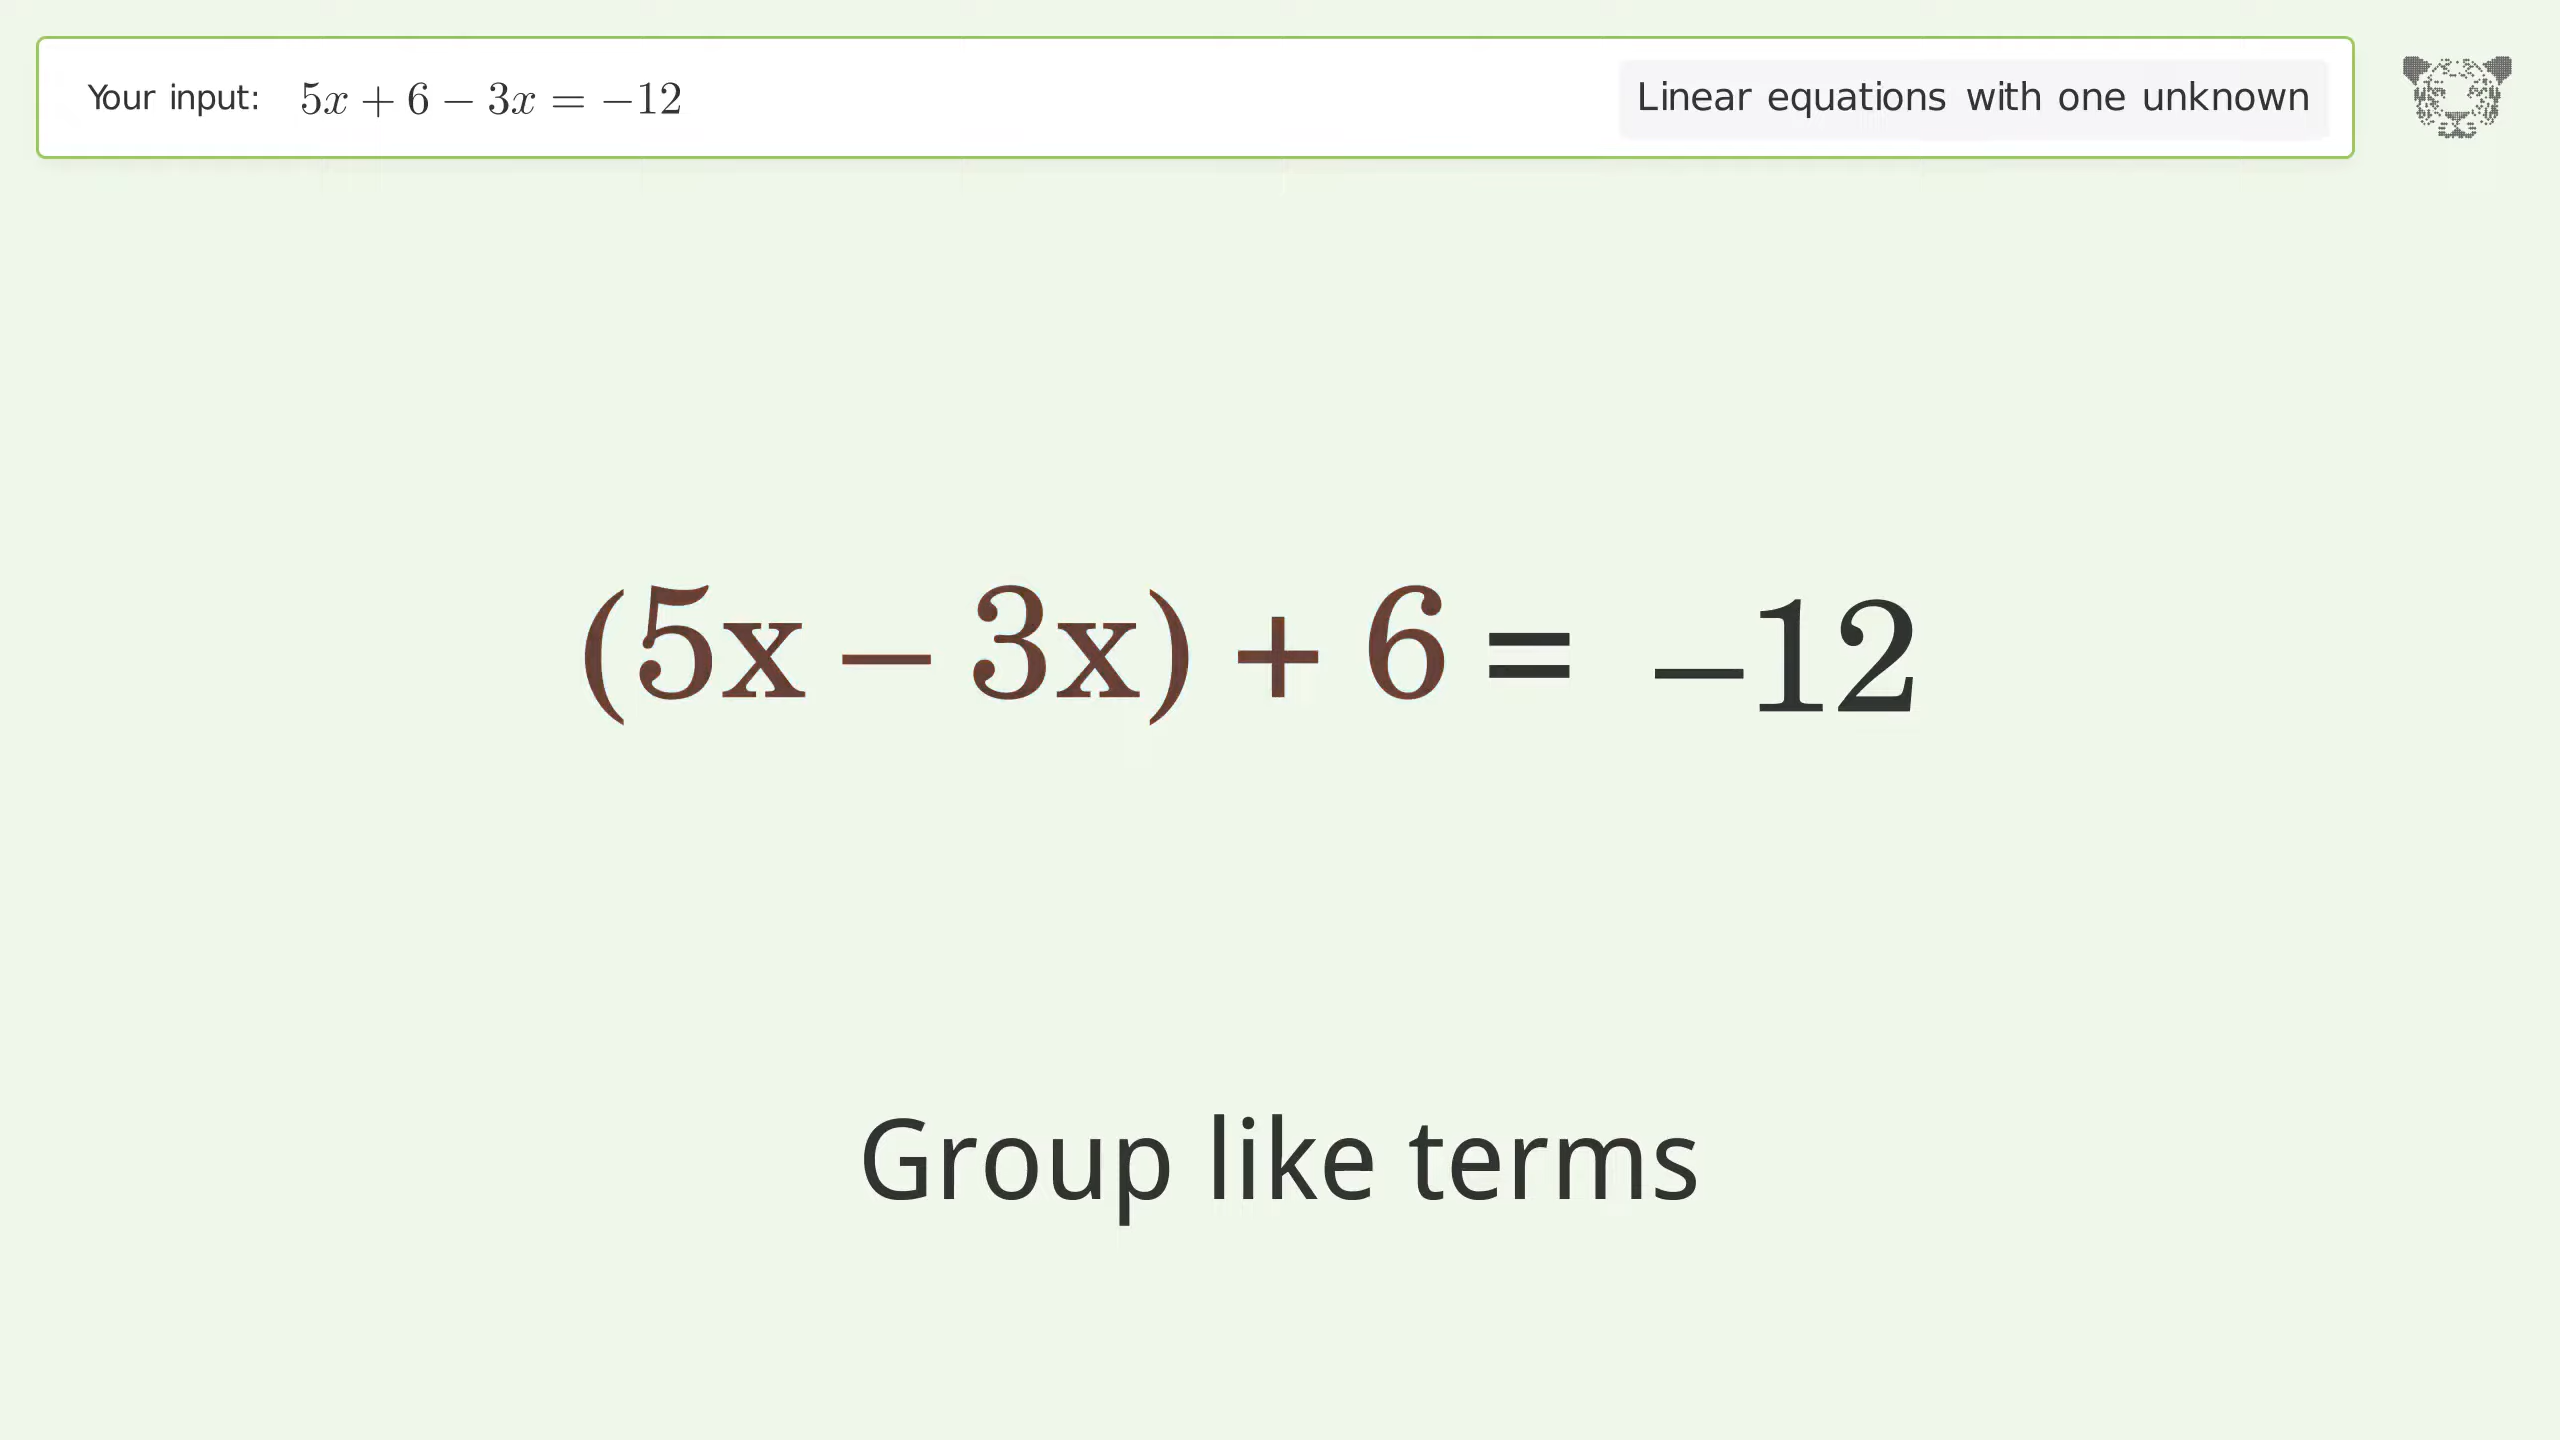 Your input: 5x + 6 − 3x = −12
Linear equations with one unknown
(5x − 3x) + 6 = −12
Group like terms